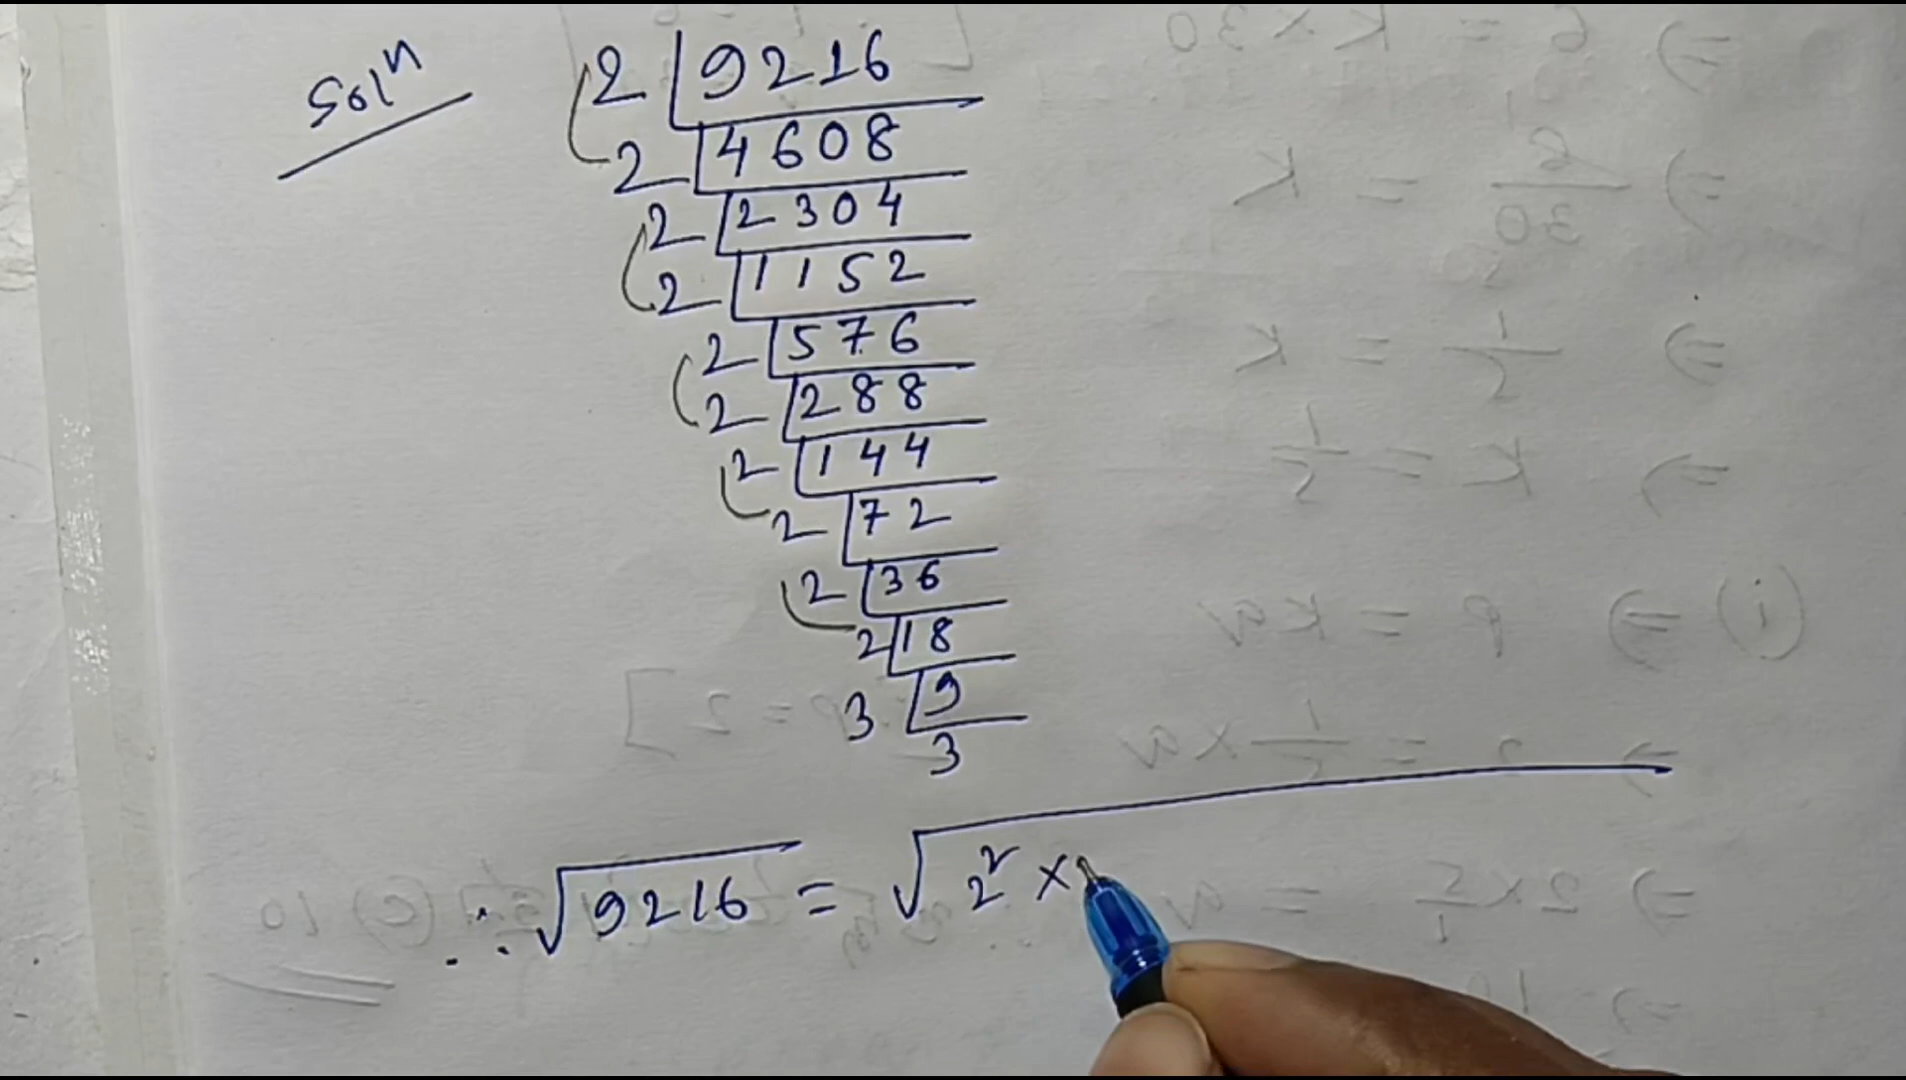 Solⁿ
2 | 9216
2 | 4608
2 | 2304
2 | 1152
2 | 576
2 | 288
2 | 144
2 | 72
2 | 36
2 | 18
3 | 9
3
∴ √9216 = √2² ×